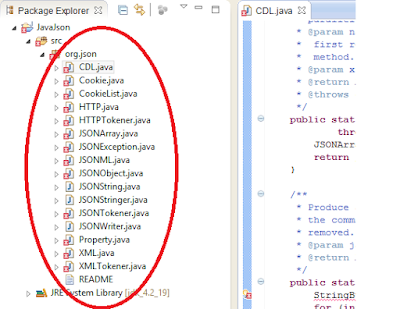 Package Explorer
JavaJson
src
org.json
CDL.java
Cookie.java
CookieList.java
HTTP.java
HTTPTokener.java
JSONArray.java
JSONException.java
JSONML.java
JSONObject.java
JSONString.java
JSONStringer.java
JSONTokener.java
JSONWriter.java
Property.java
XML.java
XMLTokener.java
README
JRE System Library [j _4_2_19]
CDL.java
* @param n
* first r
* method.
* @param x
* @return
* @throws
*/
public stat
thr
JSONArr
return
}
/**
* Produce
* the comm
* removed.
* @param j
* @return
*/
public stat
StringB
for (in